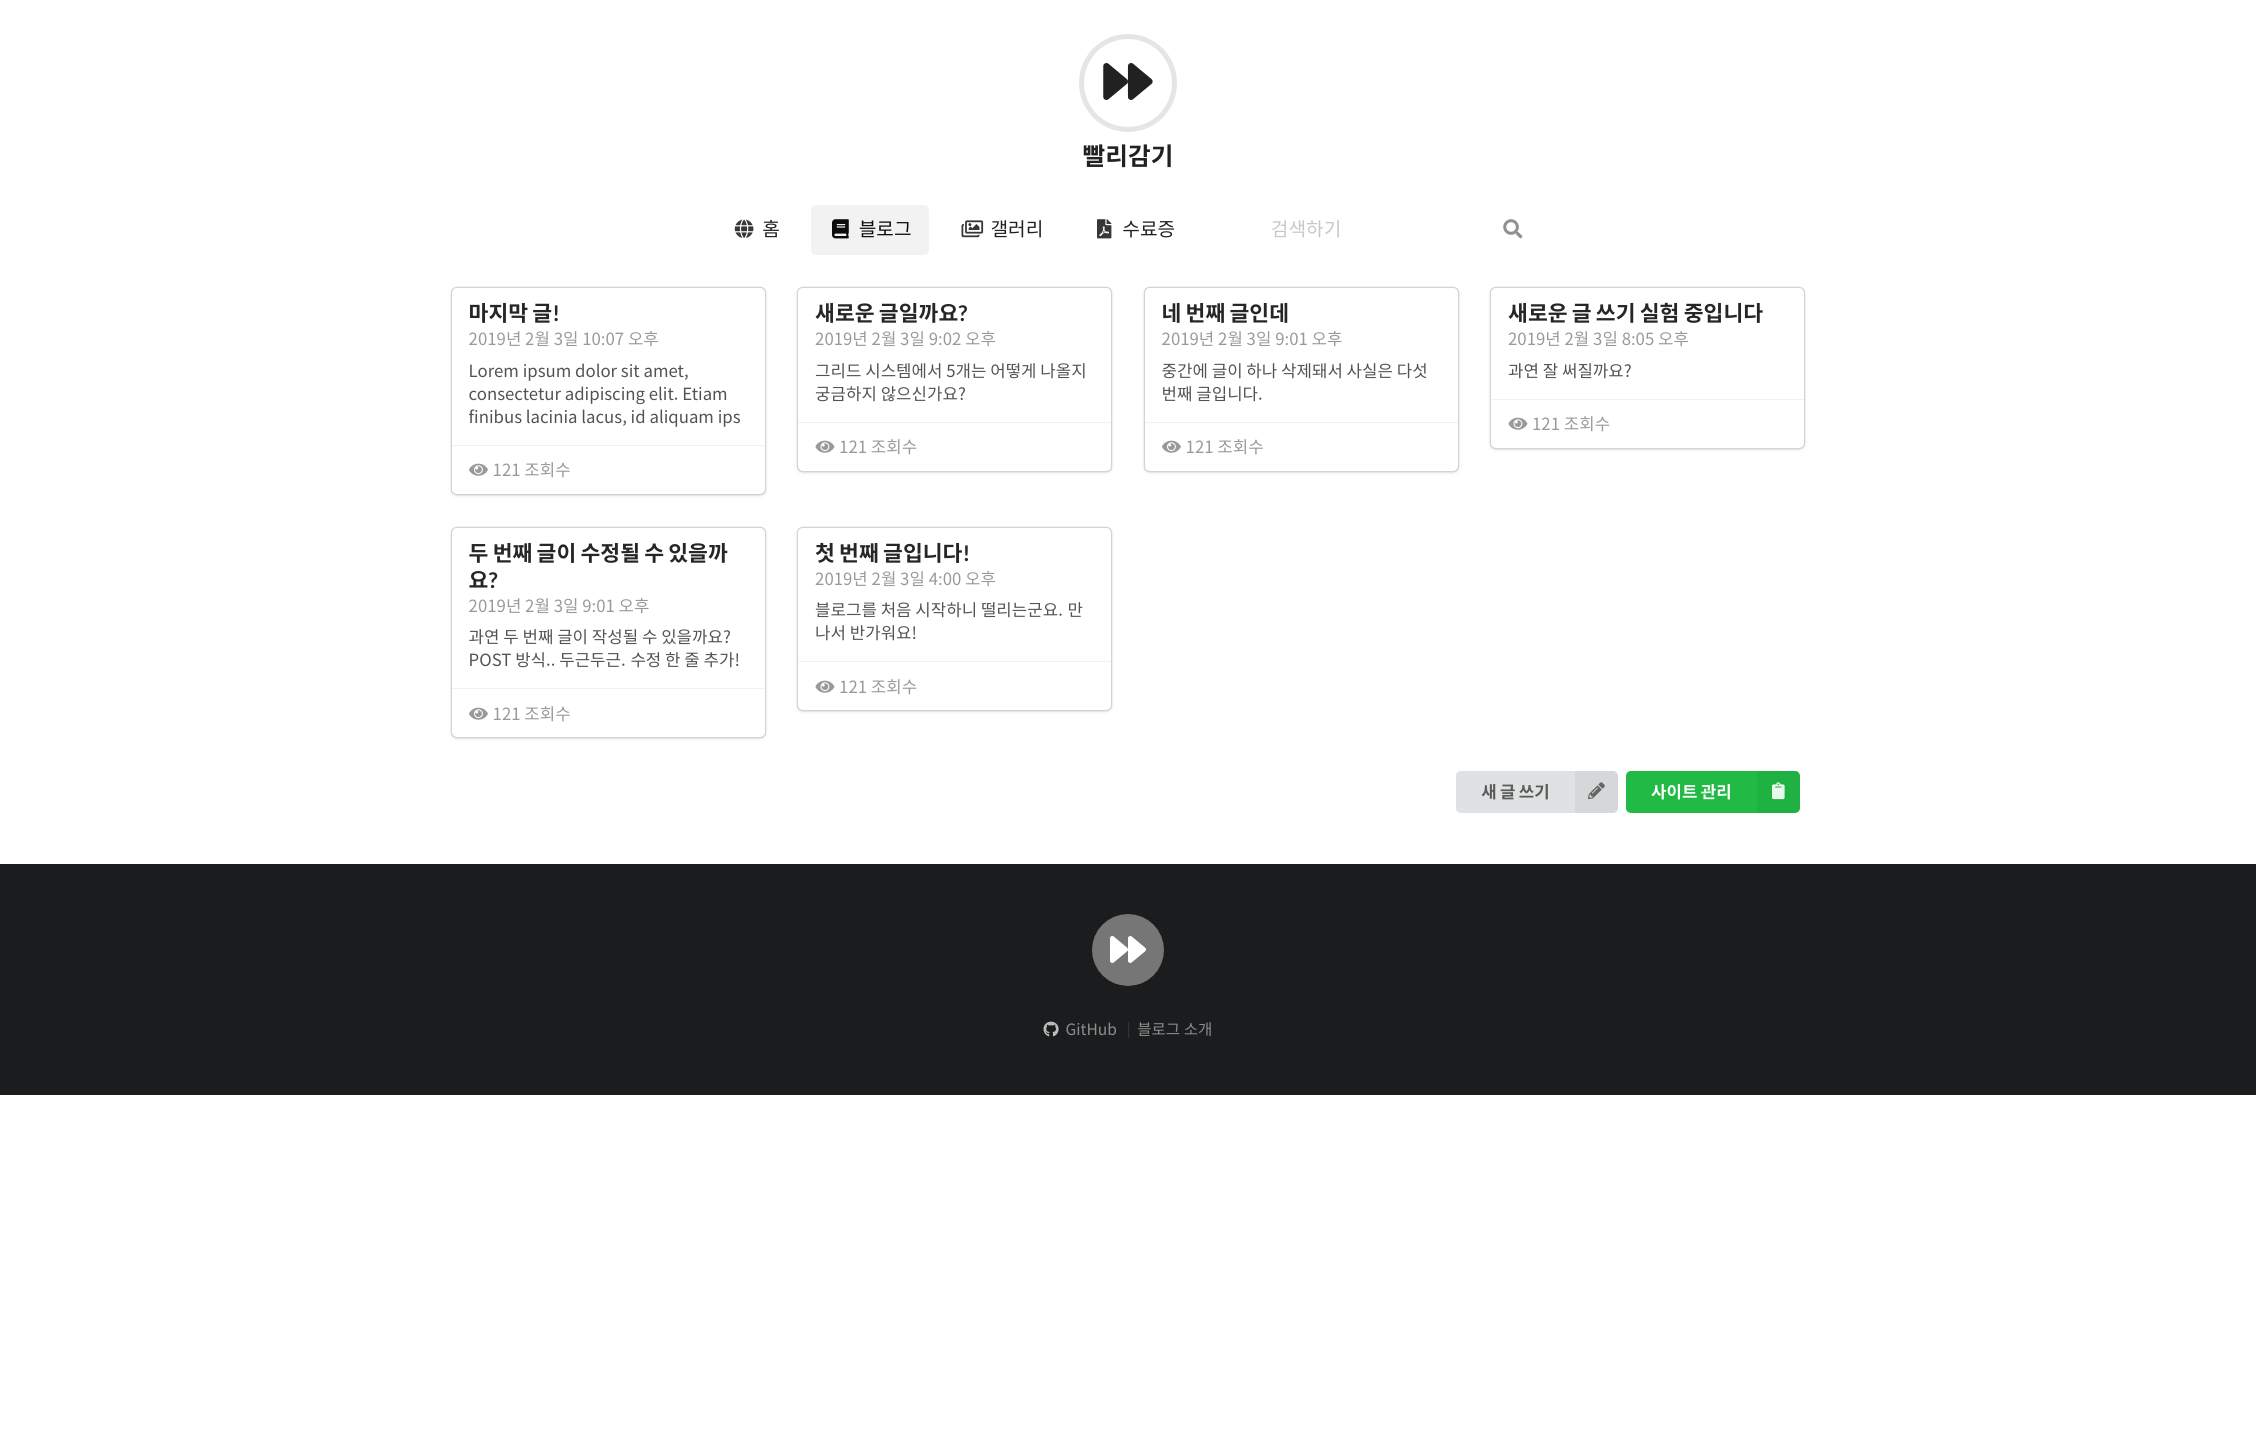 빨리감기
홈 블로그 갤러리 수료증 검색하기
마지막 글!
2019년 2월 3일 10:07 오후
Lorem ipsum dolor sit amet,
consectetur adipiscing elit. Etiam
finibus lacinia lacus, id aliquam ips
121 조회수
새로운 글일까요?
2019년 2월 3일 9:02 오후
그리드 시스템에서 5개는 어떻게 나올지
궁금하지 않으신가요?
121 조회수
네 번째 글인데
2019년 2월 3일 9:01 오후
중간에 글이 하나 삭제돼서 사실은 다섯
번째 글입니다.
121 조회수
새로운 글 쓰기 실험 중입니다
2019년 2월 3일 8:05 오후
과연 잘 써질까요?
121 조회수
두 번째 글이 수정될 수 있을까
요?
2019년 2월 3일 9:01 오후
과연 두 번째 글이 작성될 수 있을까요?
POST 방식.. 두근두근. 수정 한 줄 추가!
121 조회수
첫 번째 글입니다!
2019년 2월 3일 4:00 오후
블로그를 처음 시작하니 떨리는군요. 만
나서 반가워요!
121 조회수
새 글 쓰기 사이트 관리
GitHub 블로그 소개